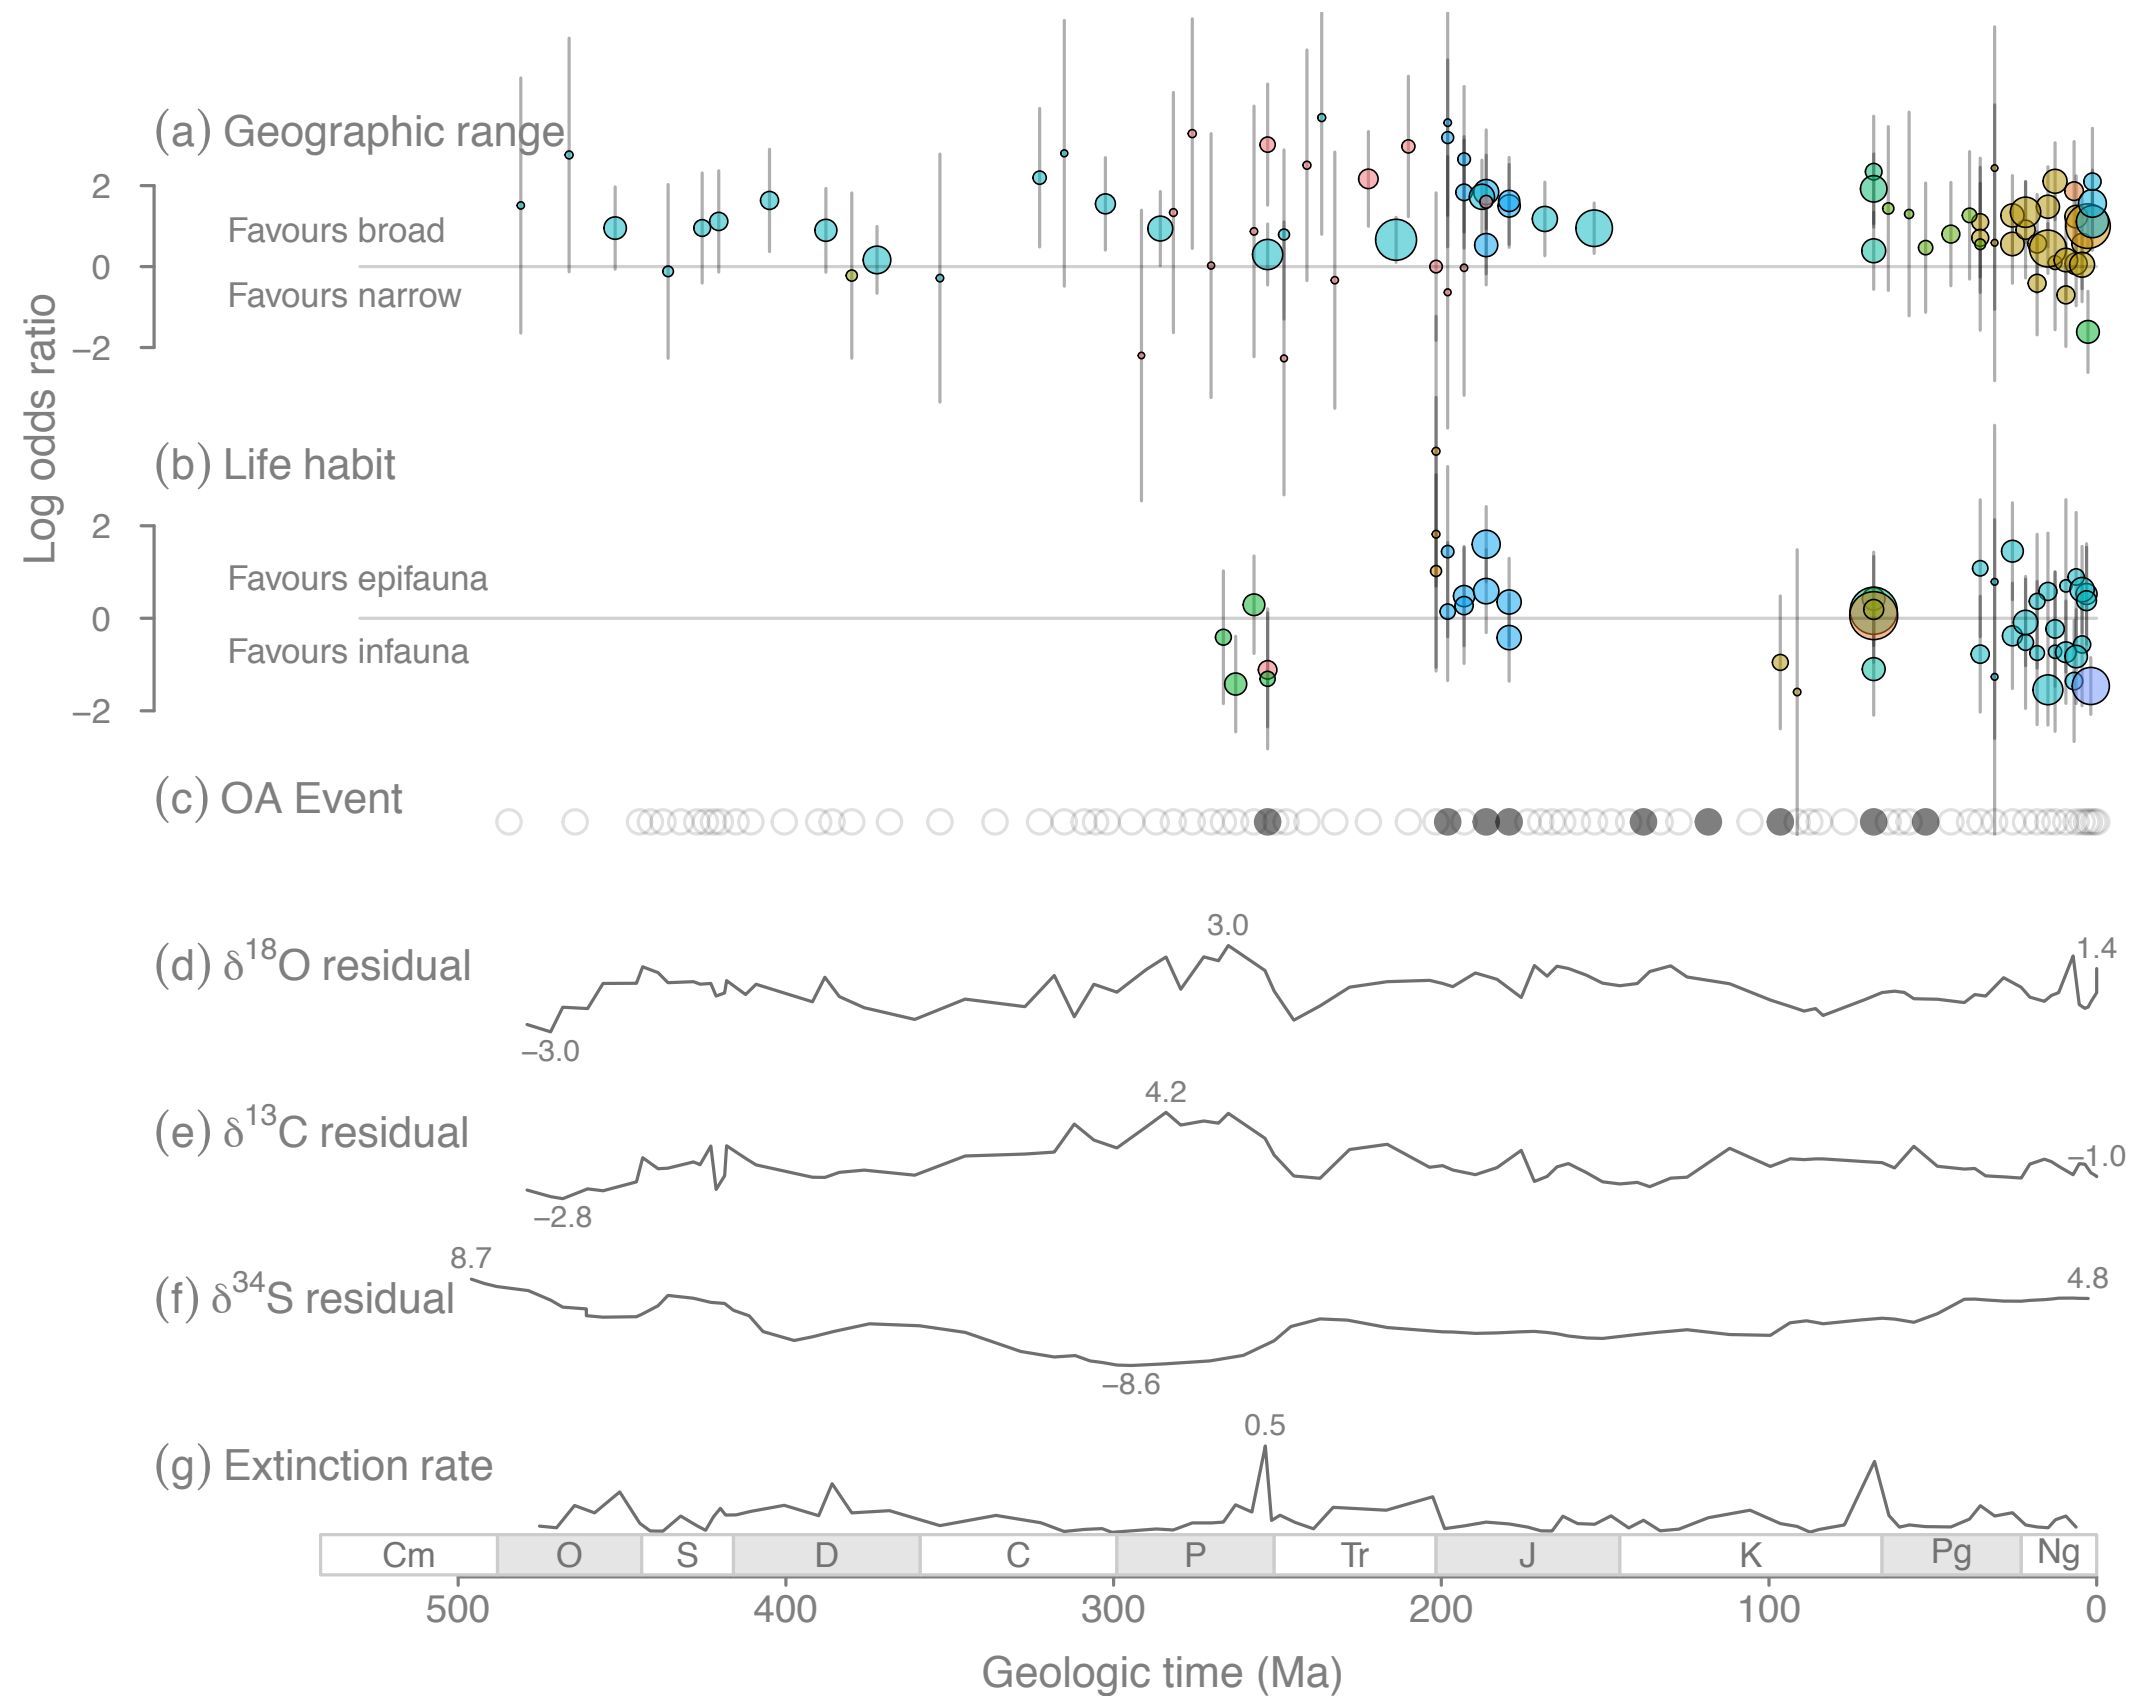 (a) Geographic range
2
Favours broad
0
Favours narrow
−2
Log odds ratio
(b) Life habit
2
Favours epifauna
0
Favours infauna
−2
(c) OA Event
3.0
1.4
(d) δ18O residual
−3.0
4.2
(e) δ13C residual
−1.0
−2.8
8.7
4.8
(f) δ34S residual
−8.6
0.5
(g) Extinction rate
Cm O S D C P Tr J K Pg Ng
500 400 300 200 100 0
Geologic time (Ma)